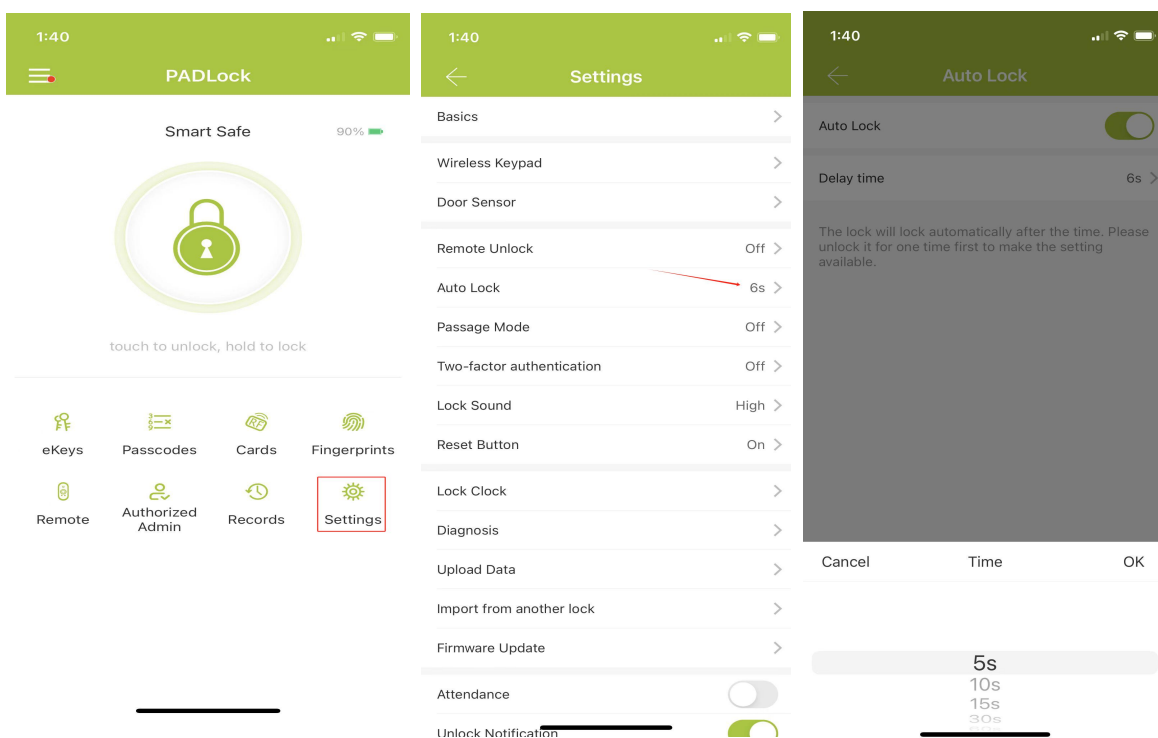 1:40
PADLock
Smart Safe
90%
touch to unlock, hold to lock
eKeys
Passcodes
Cards
Fingerprints
Remote
Authorized
Admin
Records
Settings
1:40
Settings
Basics
Wireless Keypad
Door Sensor
Remote Unlock Off
Auto Lock 6s
Passage Mode Off
Two-factor authentication Off
Lock Sound High
Reset Button On
Lock Clock
Diagnosis
Upload Data
Import from another lock
Firmware Update
Attendance
Unlock Notification
1:40
Auto Lock
Auto Lock
Delay time 6s
The lock will lock automatically after the time. Please
unlock it for one time first to make the setting
available.
Cancel Time OK
5s
10s
15s
30s